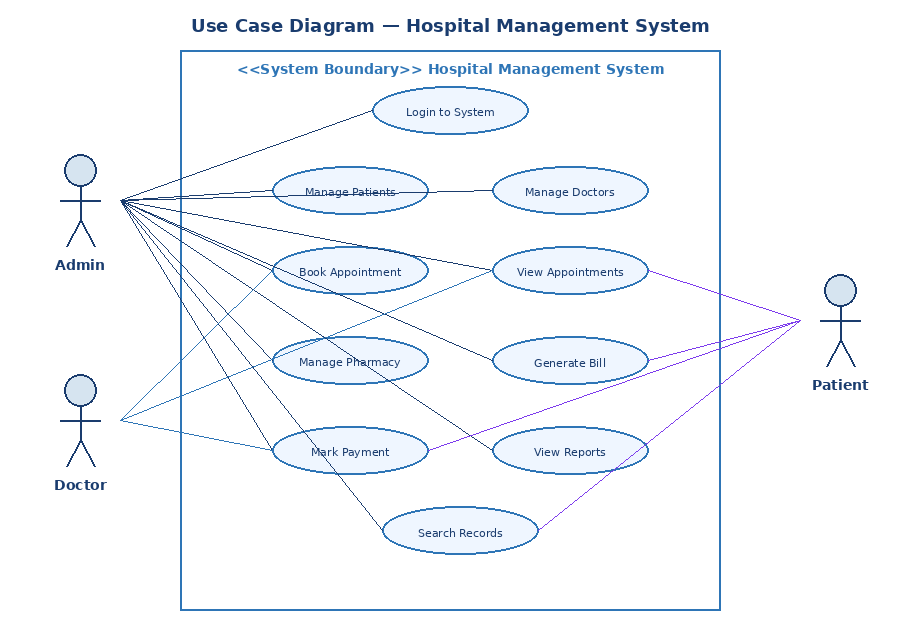 Use Case Diagram — Hospital Management System
<<System Boundary>> Hospital Management System
Login to System
Manage Patients
Manage Doctors
Admin
Book Appointment
View Appointments
Manage Pharmacy
Generate Bill
Patient
Mark Payment
View Reports
Doctor
Search Records